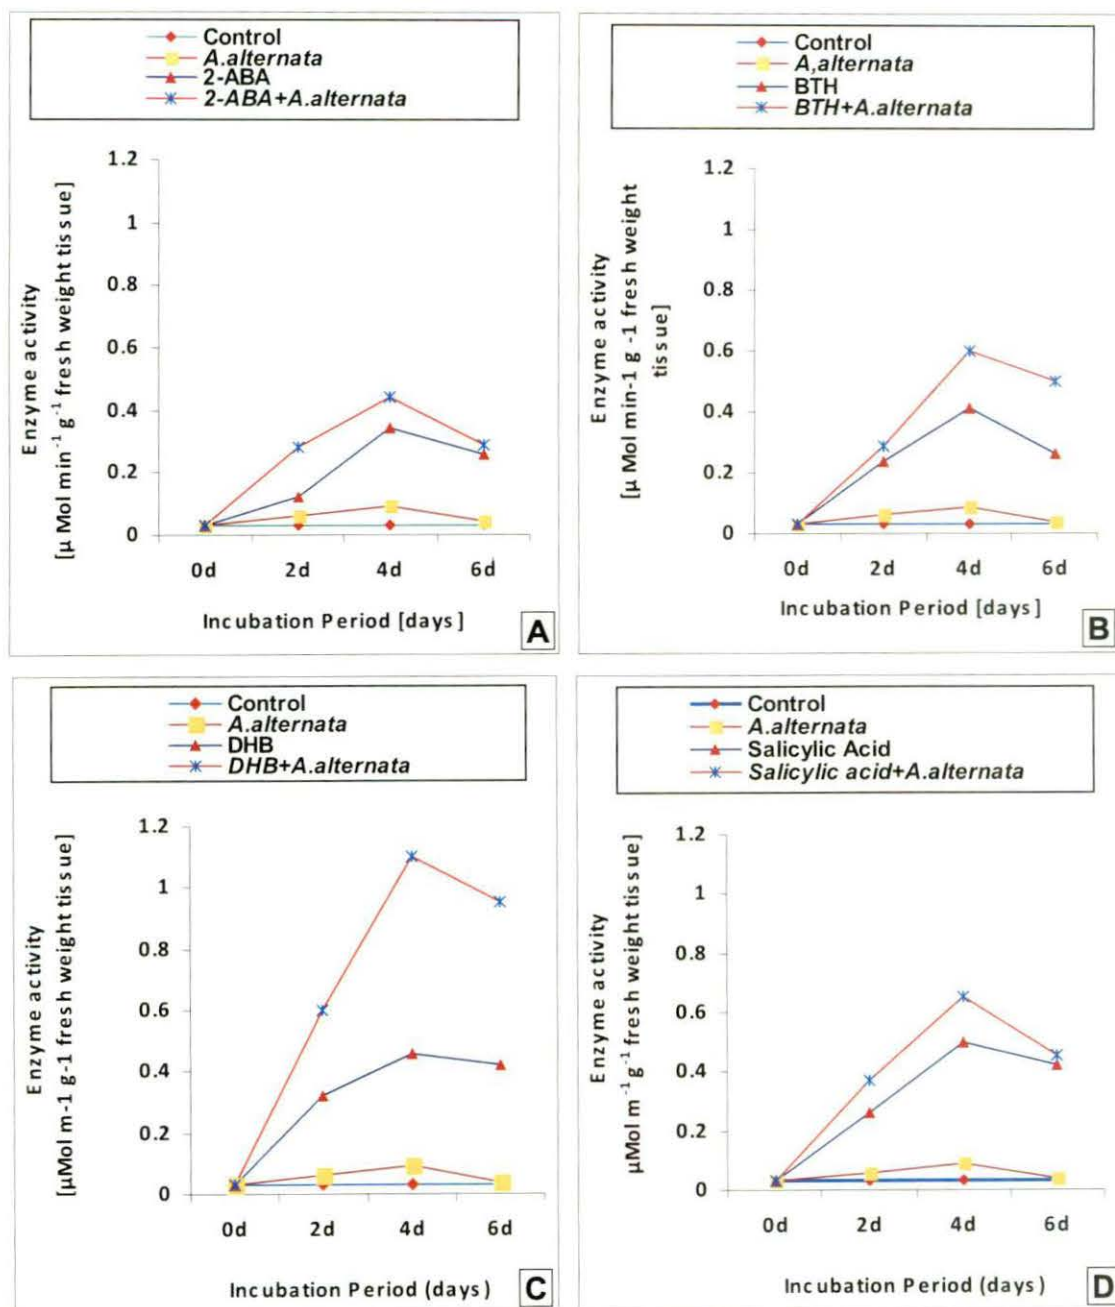 Control
A.alternata
2-ABA
2-ABA+A.alternata
Enzyme activity
[µ Mol min-1 g-1 fresh weight tissue]
1.2
1
0.8
0.6
0.4
0.2
0
0d 2d 4d 6d
Incubation Period [days]
A
Control
A,alternata
BTH
BTH+A.alternata
Enzyme activity
[µ Mol min-1 g -1 fresh weight
tissue]
1.2
1
0.8
0.6
0.4
0.2
0
0d 2d 4d 6d
Incubation Period [days]
B
Control
A.alternata
DHB
DHB+A.alternata
Enzyme activity
[µMol m-1 g-1 fresh weight tissue]
1.2
1
0.8
0.6
0.4
0.2
0
0d 2d 4d 6d
Incubation Period (days)
C
Control
A.alternata
Salicylic Acid
Salicylic acid+A.alternata
Enzyme activity
µMol m-1 g-1 fresh weight tissue]
1.2
1
0.8
0.6
0.4
0.2
0
0d 2d 4d 6d
Incubation Period (days)
D